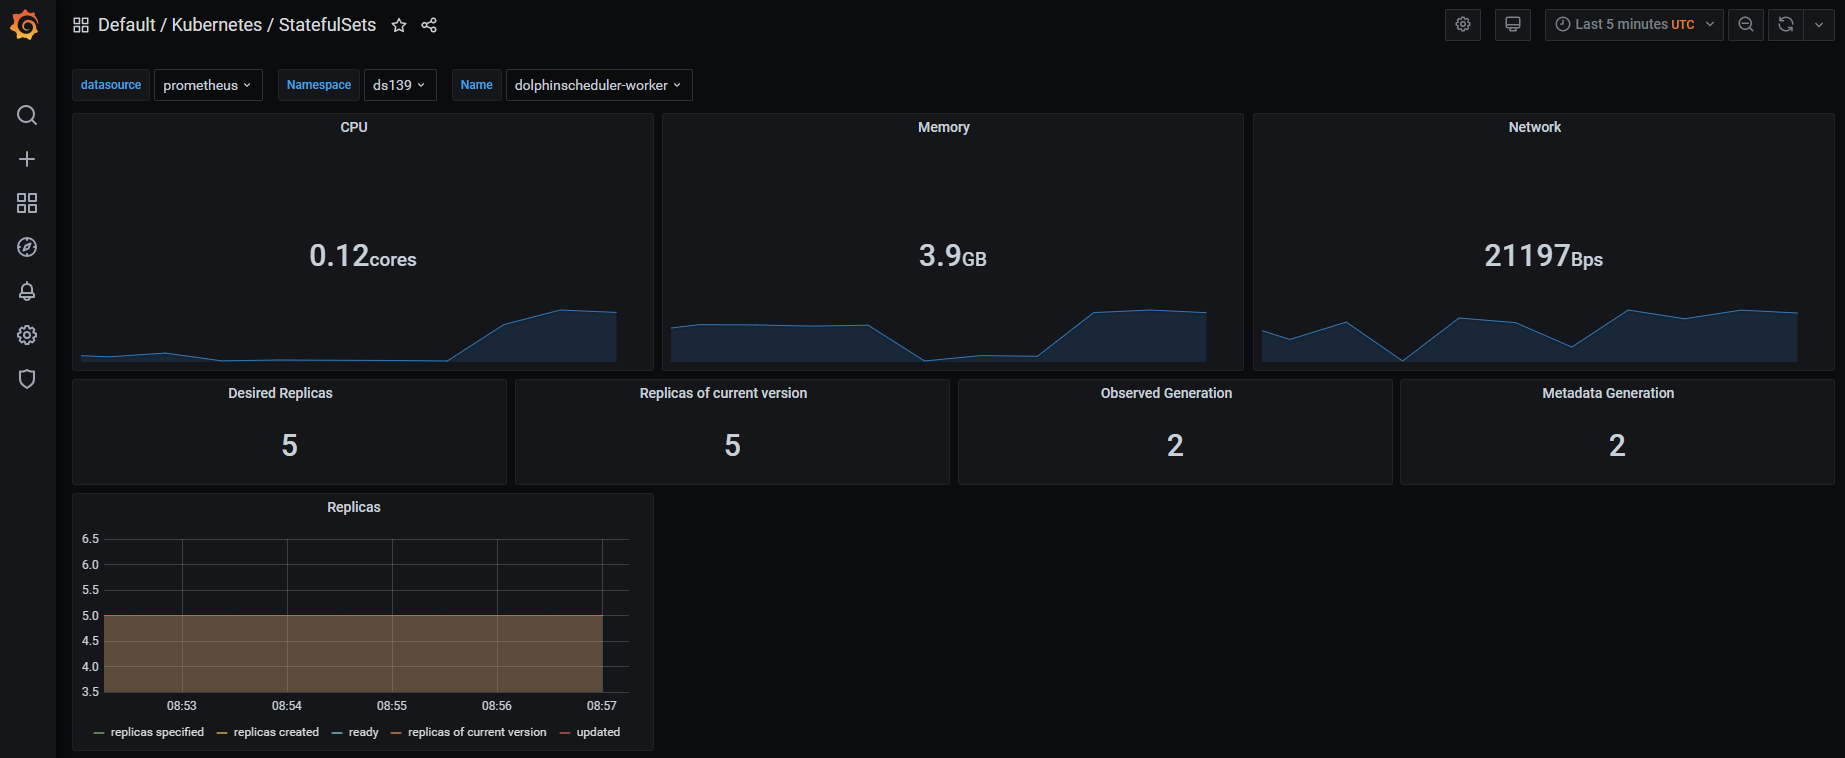 Default / Kubernetes / StatefulSets
Last 5 minutes UTC
datasource prometheus Namespace ds139 Name dolphinscheduler-worker
CPU
0.12cores
Memory
3.9GB
Network
21197Bps
Desired Replicas
5
Replicas of current version
5
Observed Generation
2
Metadata Generation
2
Replicas
6.5
6.0
5.5
5.0
4.5
4.0
3.5
08:53 08:54 08:55 08:56 08:57
replicas specified replicas created ready replicas of current version updated